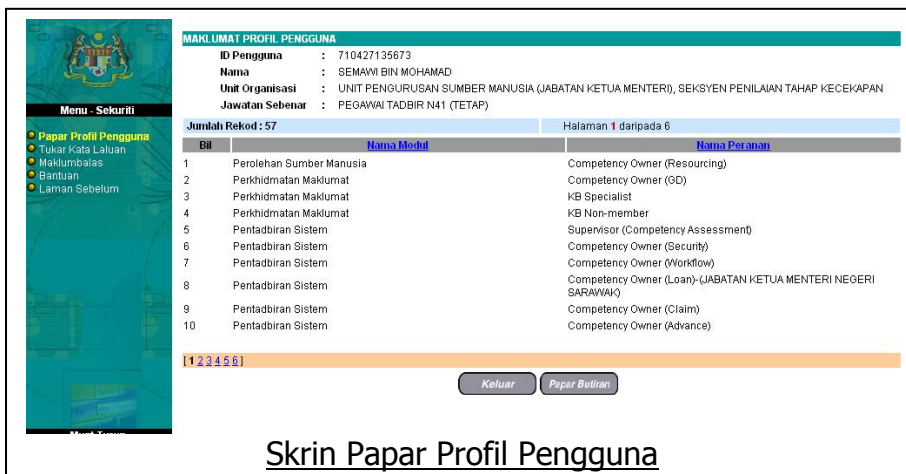 MAKLUMAT PROFIL PENGGUNA
ID Pengguna : 710427135673
Nama : SEMAWI BIN MOHAMAD
Unit Organisasi : UNIT PENGURUSAN SUMBER MANUSIA (JABATAN KETUA MENTERI), SEKSYEN PENILAIAN TAHAP KECEKAPAN
Jawatan Sebenar : PEGAWAI TADBIR N41 (TETAP)
Menu - Sekuriti
Papar Profil Pengguna
Tukar Kata Laluan
Maklumbalas
Bantuan
Laman Sebelum
Jumlah Rekod : 57 Halaman 1 daripada 6
Bil Nama Modul Nama Peranan
1 Perolehan Sumber Manusia Competency Owner (Resourcing)
2 Perkhidmatan Maklumat Competency Owner (GD)
3 Perkhidmatan Maklumat KB Specialist
4 Perkhidmatan Maklumat KB Non-member
5 Pentadbiran Sistem Supervisor (Competency Assessment)
6 Pentadbiran Sistem Competency Owner (Security)
7 Pentadbiran Sistem Competency Owner (Workflow)
8 Pentadbiran Sistem Competency Owner (Loan)-(JABATAN KETUA MENTERI NEGERI
SARAWAK)
9 Pentadbiran Sistem Competency Owner (Claim)
10 Pentadbiran Sistem Competency Owner (Advance)
[ 1 2 3 4 5 6 ]
Keluar Papar Butiran
Skrin Papar Profil Pengguna